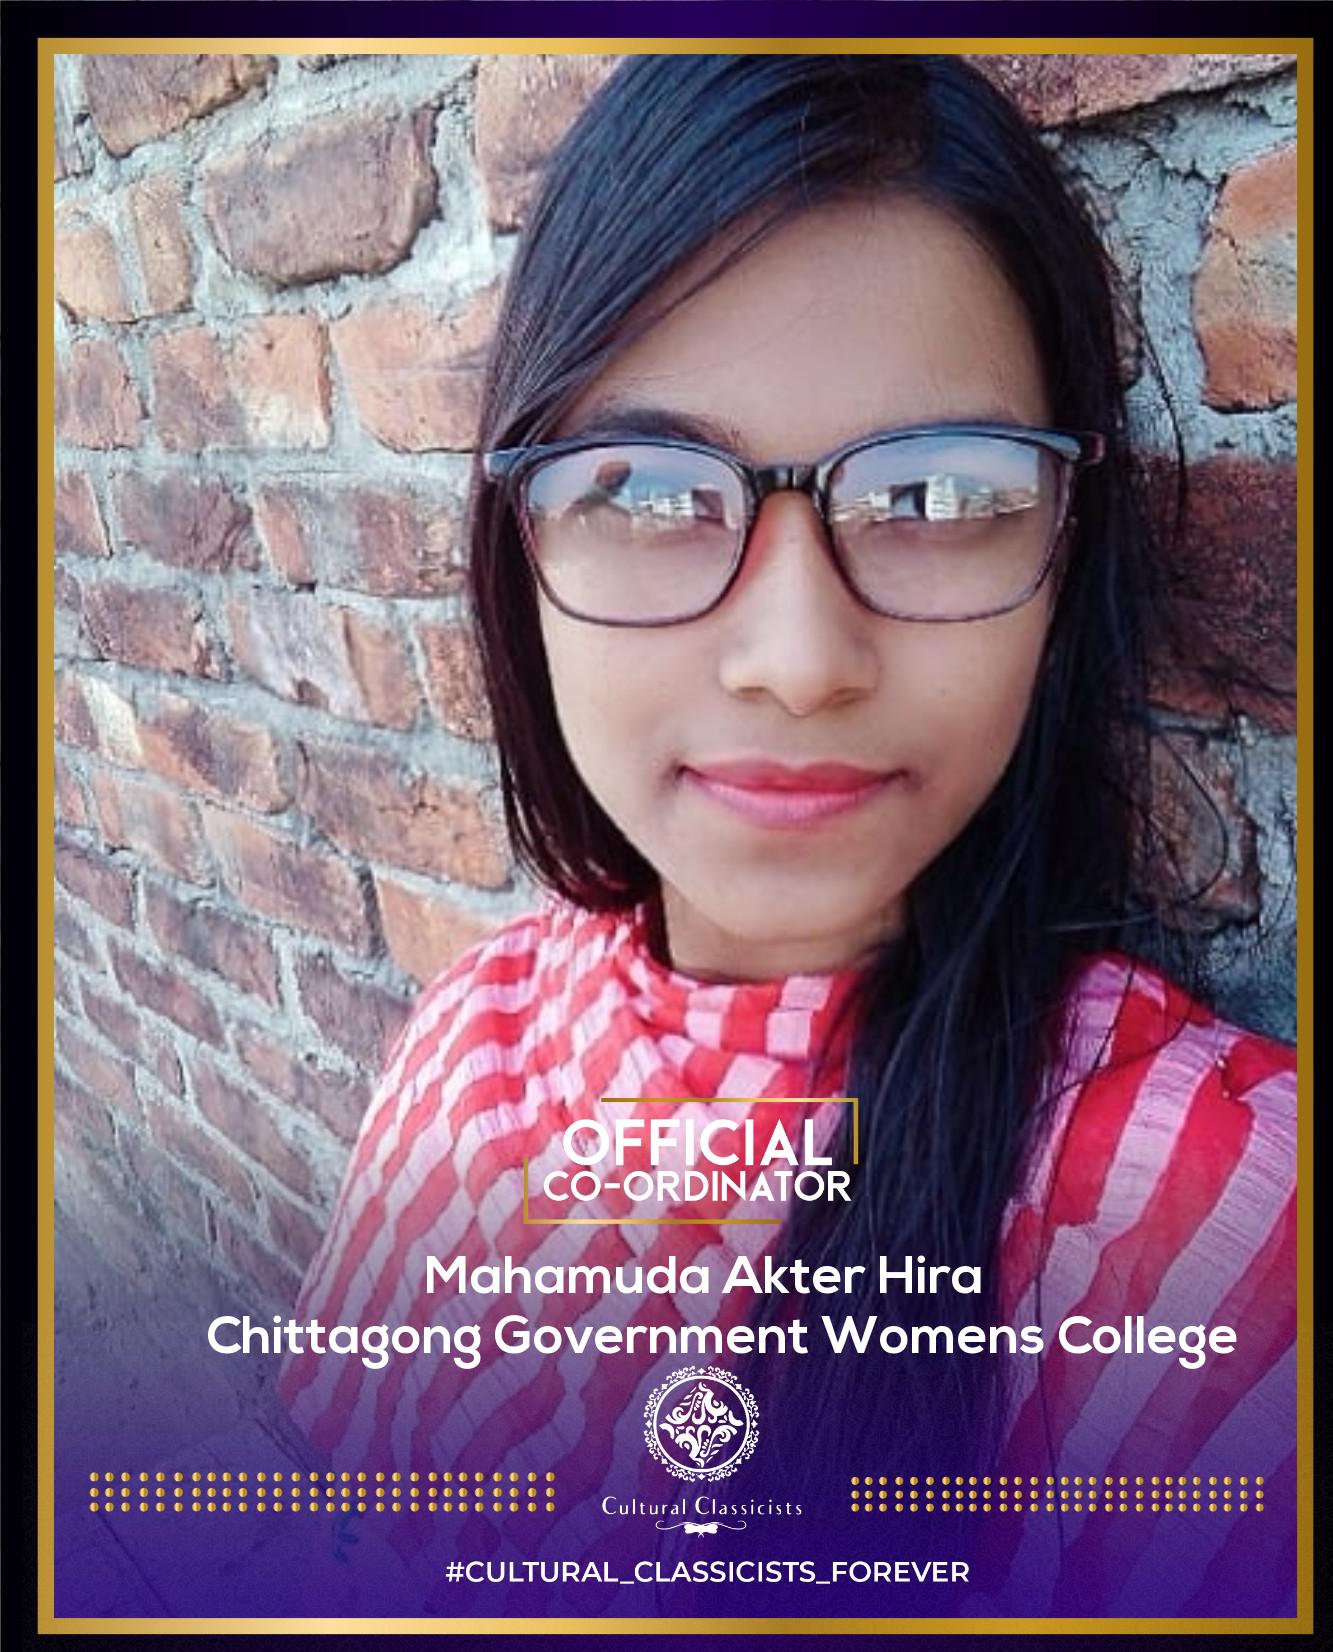 OFFICIAL
CO-ORDINATOR
Mahamuda Akter Hira
Chittagong Government Womens College
Cultural Classicists
#CULTURAL_CLASSICISTS_FOREVER